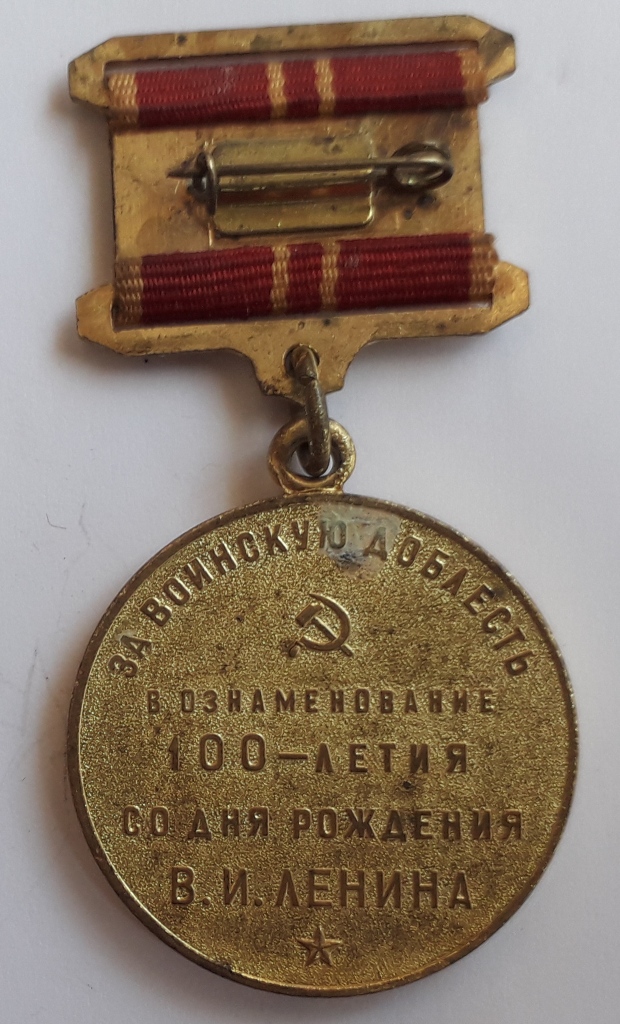 ЗА ВОИНСКУЮ ДОБЛЕСТЬ
В ОЗНАМЕНОВАНИЕ
100-ЛЕТИЯ
СО ДНЯ РОЖДЕНИЯ
В.И.ЛЕНИНА